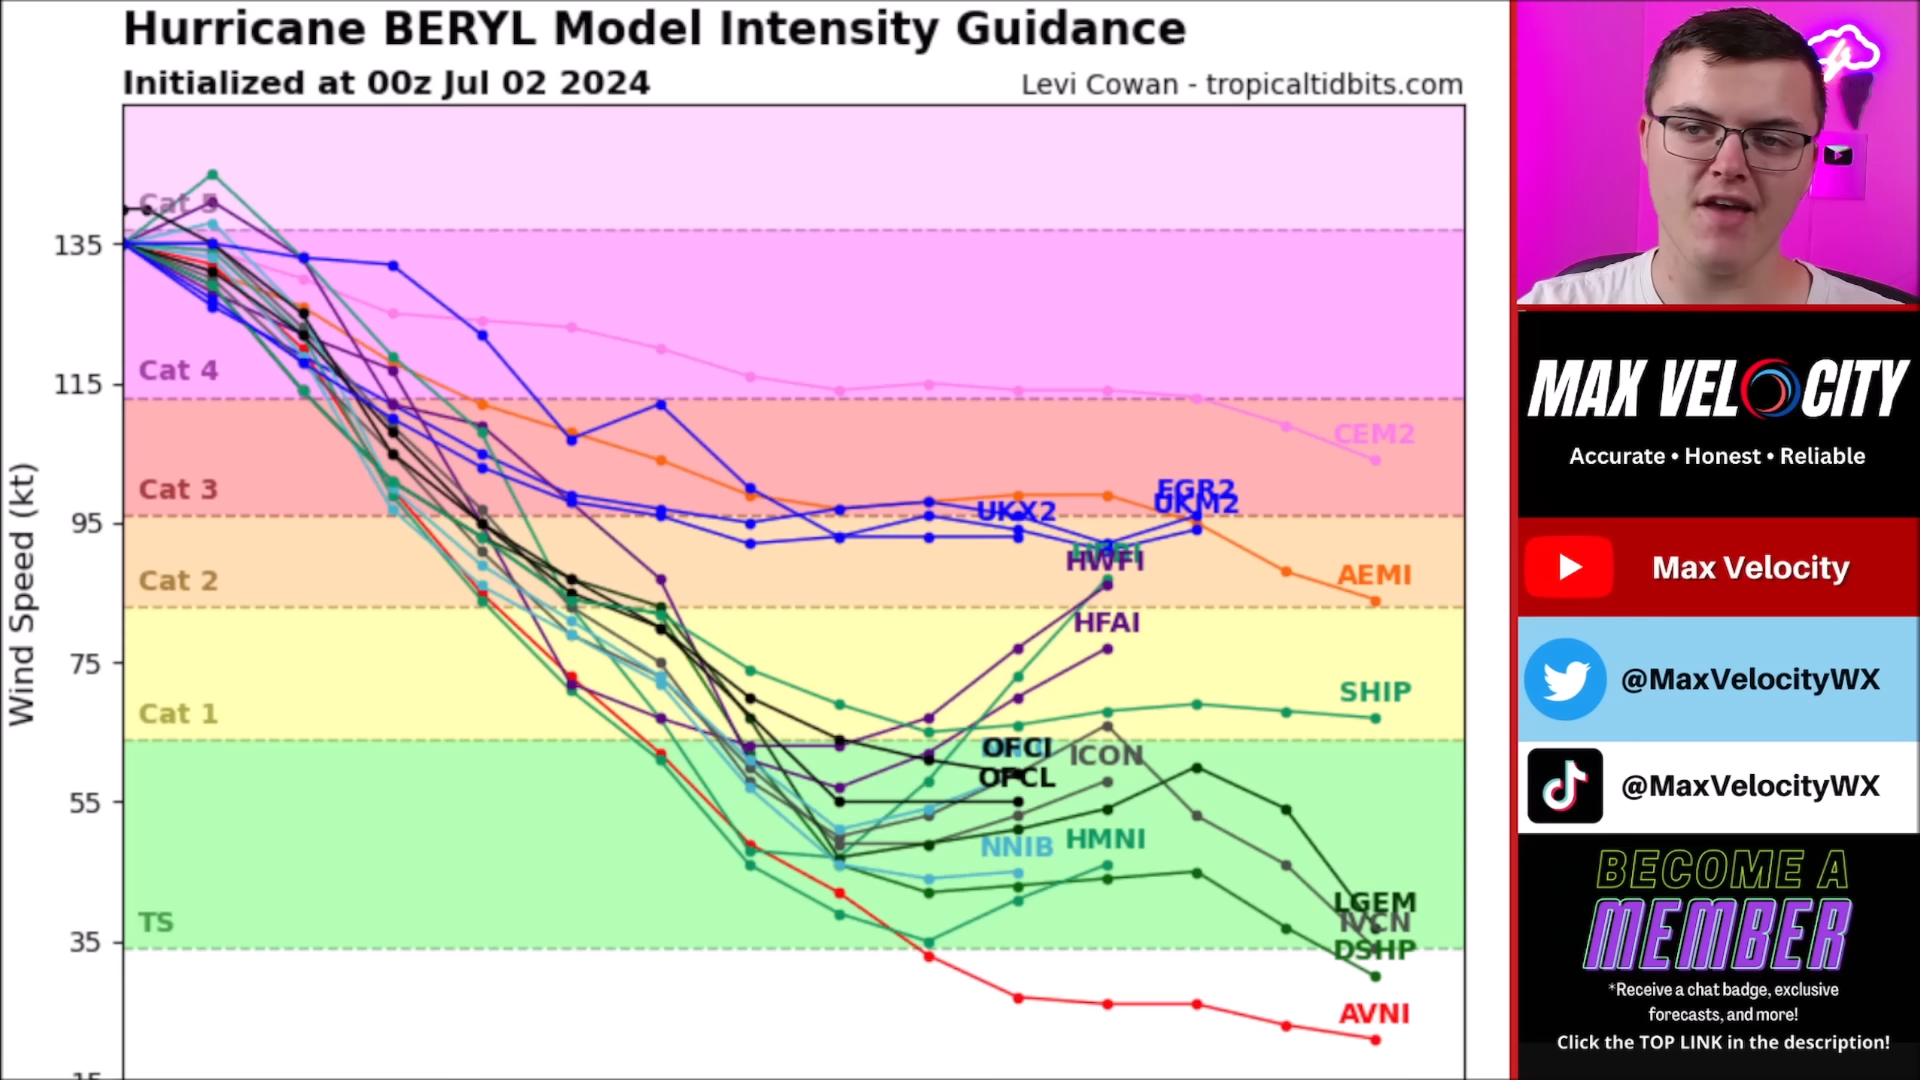 Hurricane BERYL Model Intensity Guidance
Initialized at 00z Jul 02 2024
Levi Cowan - tropicaltidbits.com
Wind Speed (kt)
135
115
95
75
55
35
Cat 5
Cat 4
Cat 3
Cat 2
Cat 1
TS
CEM2
EGR2
UKM2
UKX2
HWFI
AEMI
HFAI
SHIP
OFCI
ICON
OFCL
HMNI
NNIB
LGEM
IVCN
DSHP
AVNI
MAX VELOCITY
Accurate • Honest • Reliable
Max Velocity
@MaxVelocityWX
@MaxVelocityWX
BECOME A
MEMBER
*Receive a chat badge, exclusive
forecasts, and more!
Click the TOP LINK in the description!